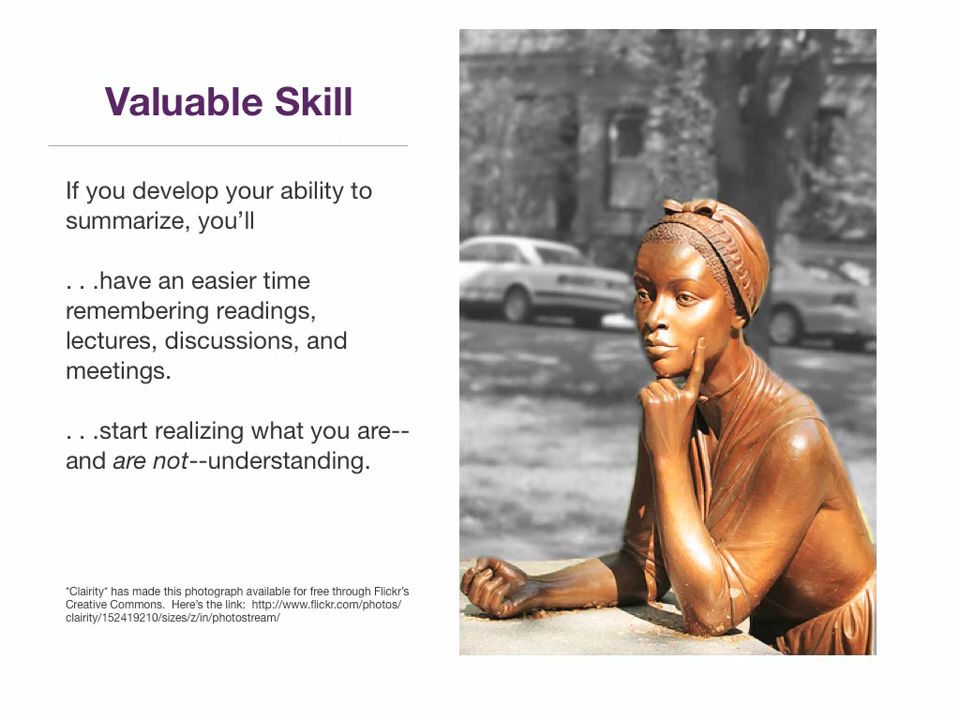 Valuable Skill
If you develop your ability to
summarize, you’ll
. . .have an easier time
remembering readings,
lectures, discussions, and
meetings.
. . .start realizing what you are--
and are not--understanding.
"Clairity" has made this photograph available for free through Flickr’s
Creative Commons.  Here’s the link:  http://www.flickr.com/photos/
clairity/152419210/sizes/z/in/photostream/